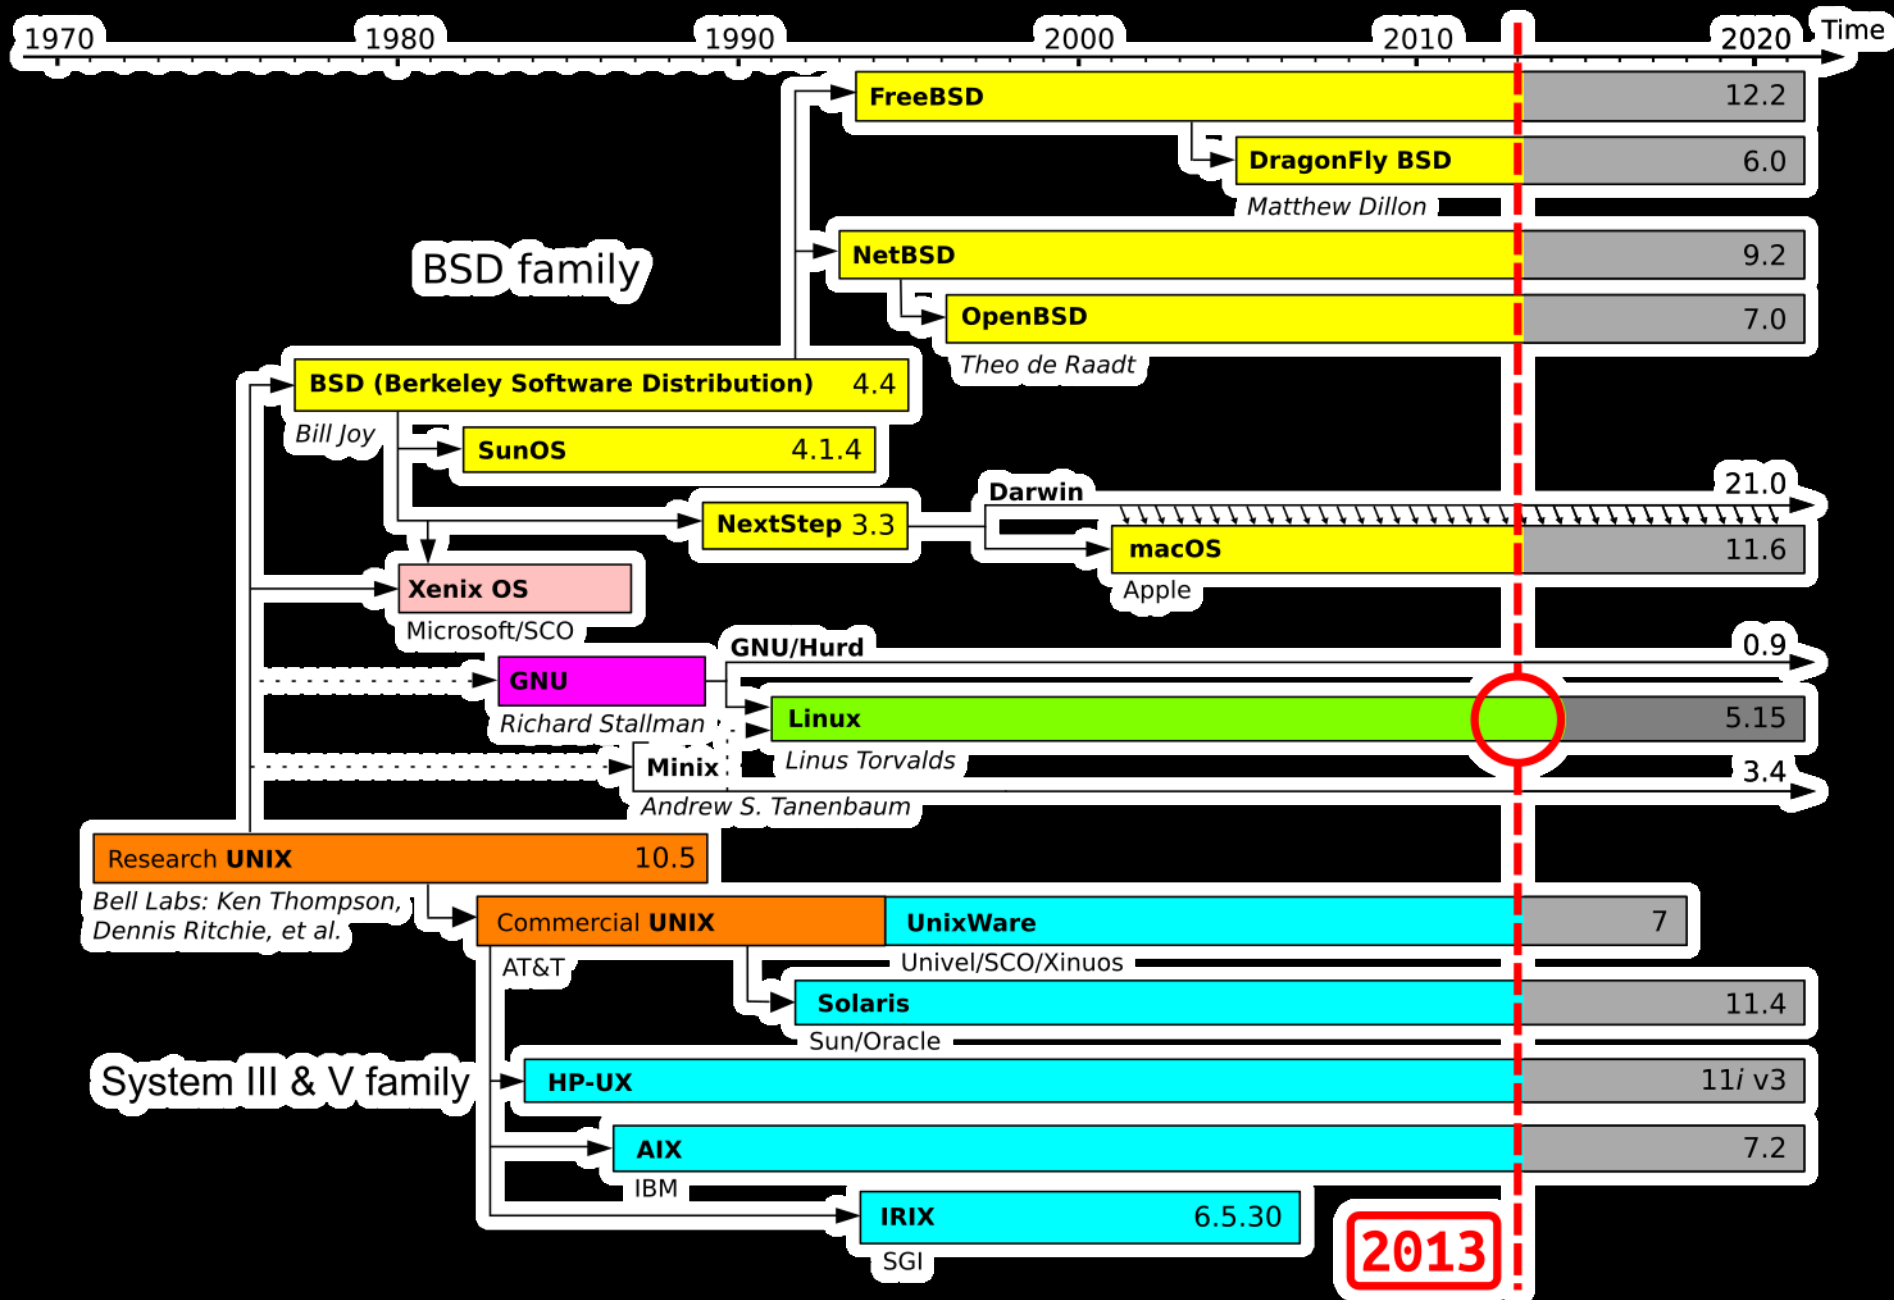 1970 1980 1990 2000 2010 2020 Time
FreeBSD 12.2
DragonFly BSD 6.0
Matthew Dillon
NetBSD 9.2
BSD family
OpenBSD 7.0
Theo de Raadt
BSD (Berkeley Software Distribution) 4.4
Bill Joy
SunOS 4.1.4
Darwin 21.0
NextStep 3.3
macOS 11.6
Apple
Xenix OS
Microsoft/SCO
GNU/Hurd 0.9
GNU
Richard Stallman
Linux 5.15
Linus Torvalds
Minix 3.4
Andrew S. Tanenbaum
Research UNIX 10.5
Bell Labs: Ken Thompson,
Dennis Ritchie, et al.
Commercial UNIX UnixWare 7
AT&T Univel/SCO/Xinuos
Solaris 11.4
Sun/Oracle
System III & V family
HP-UX 11i v3
AIX 7.2
IBM
IRIX 6.5.30
SGI
2013